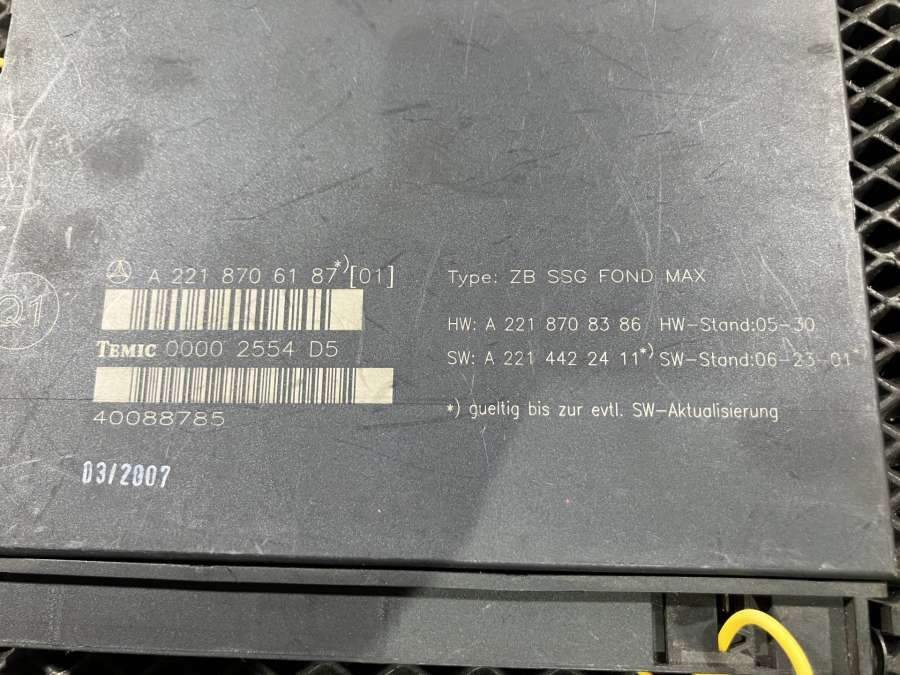 A 221 870 61 87*)[01]
TEMIC 0000 2554 D5
40088785
03/2007
Q1
Type: ZB SSG FOND MAX
HW: A 221 870 83 86 HW-Stand:05-30
SW: A 221 442 24 11*) SW-Stand:06-23-01*)
*) gueltig bis zur evtl. SW-Aktualisierung